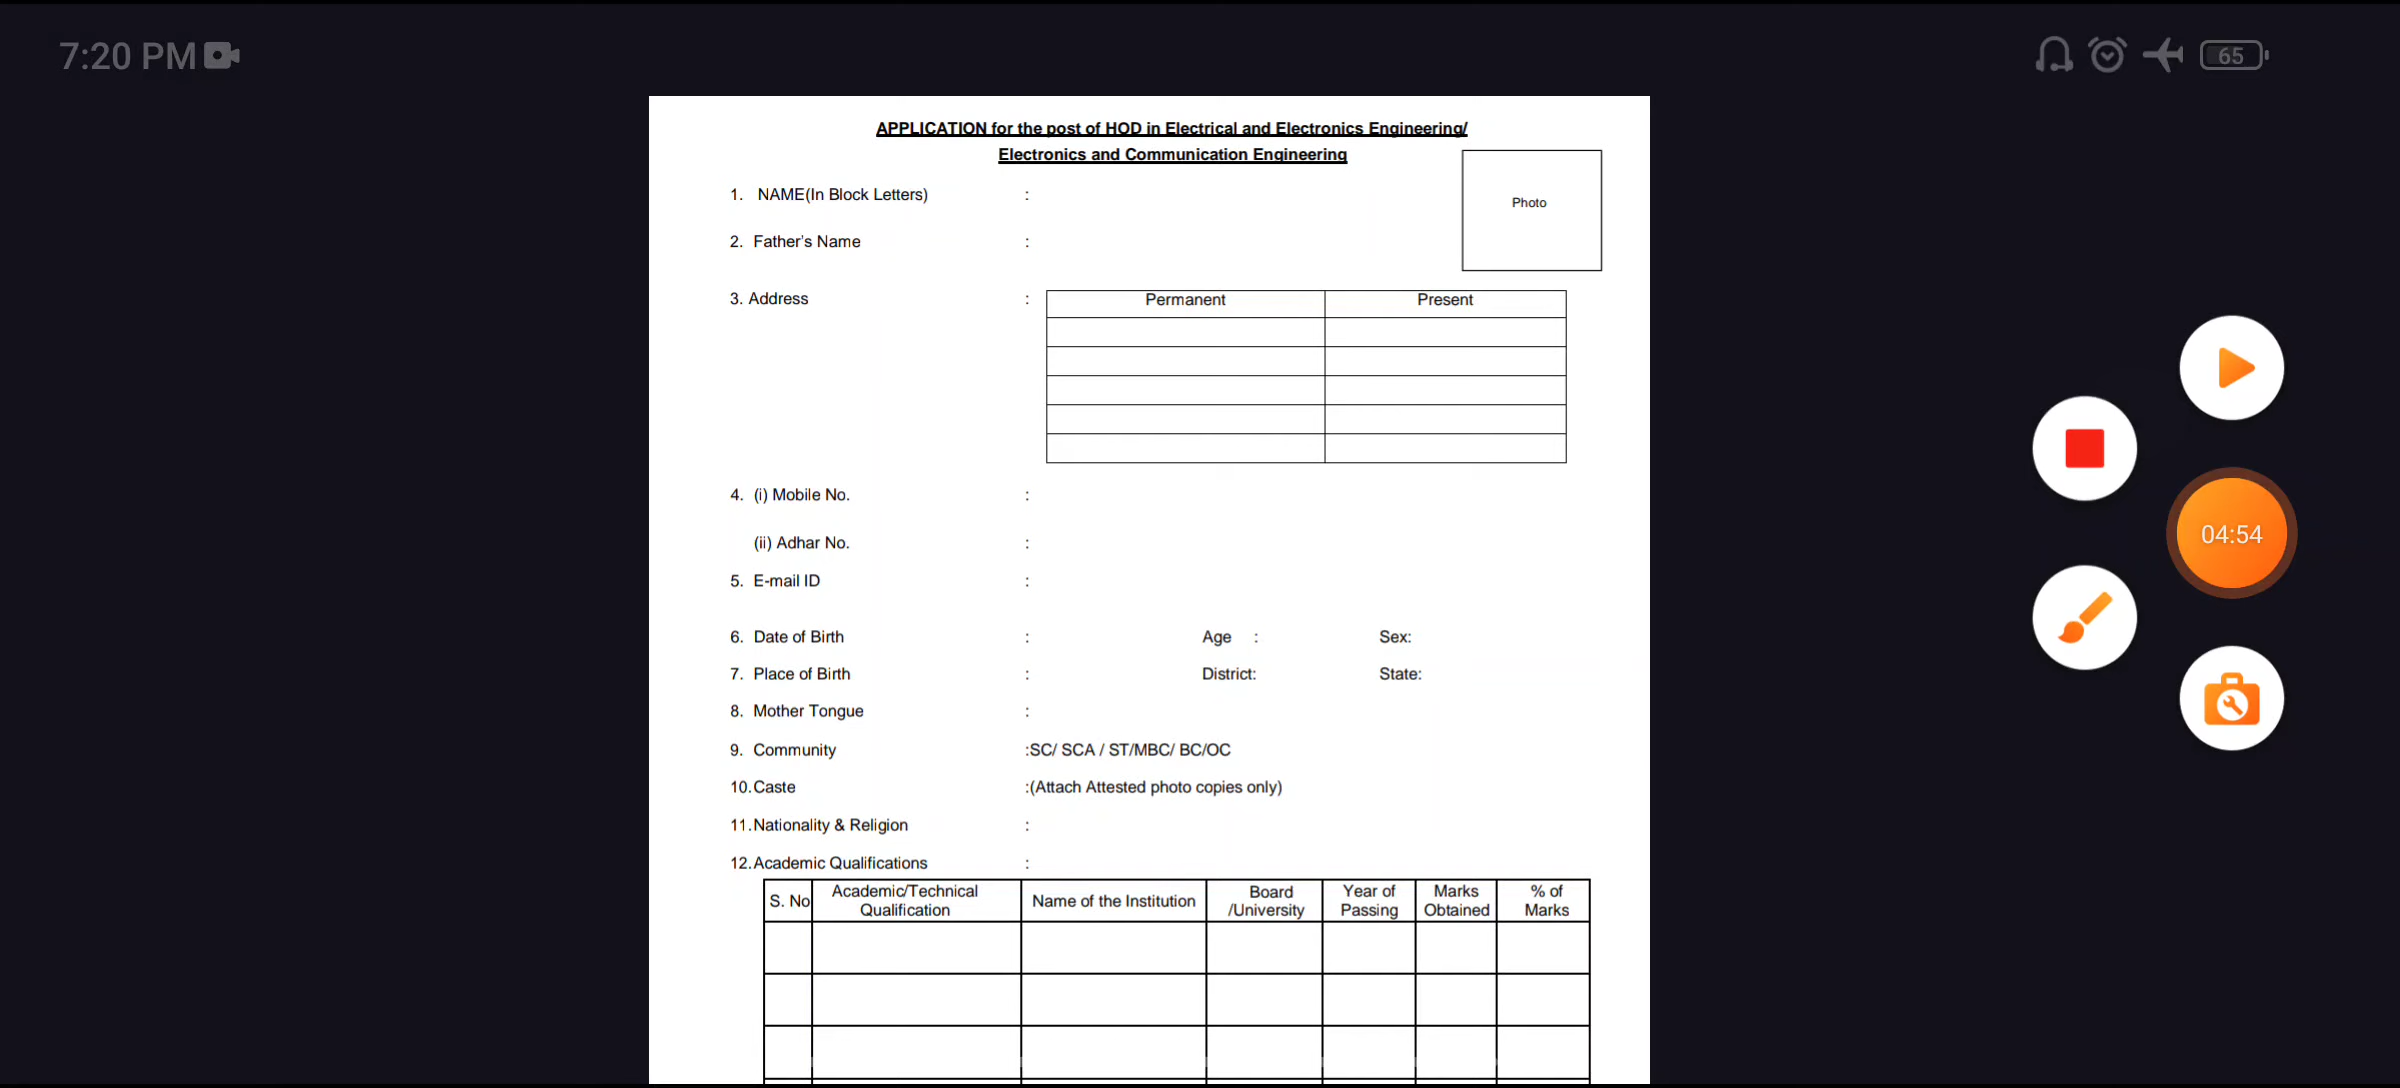 7:20 PM
65
APPLICATION for the post of HOD in Electrical and Electronics Engineering/
Electronics and Communication Engineering
Photo
1. NAME(In Block Letters) :
2. Father's Name :
3. Address :
Permanent Present
4. (i) Mobile No. :
(ii) Adhar No. :
5. E-mail ID :
6. Date of Birth : Age : Sex:
7. Place of Birth : District: State:
8. Mother Tongue :
9. Community :SC/ SCA / ST/MBC/ BC/OC
10.Caste :(Attach Attested photo copies only)
11.Nationality & Religion :
12.Academic Qualifications :
S. No Academic/Technical Qualification Name of the Institution Board /University Year of Passing Marks Obtained % of Marks
04:54